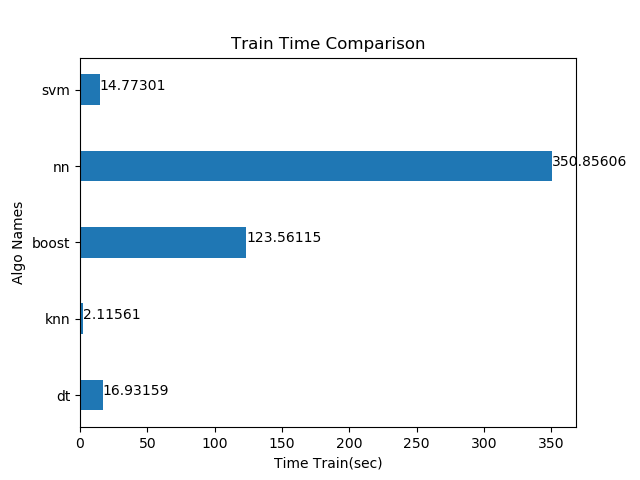 Train Time Comparison
svm
14.77301
nn
350.85606
Algo Names
boost
123.56115
knn
2.11561
dt
16.93159
0 50 100 150 200 250 300 350
Time Train(sec)